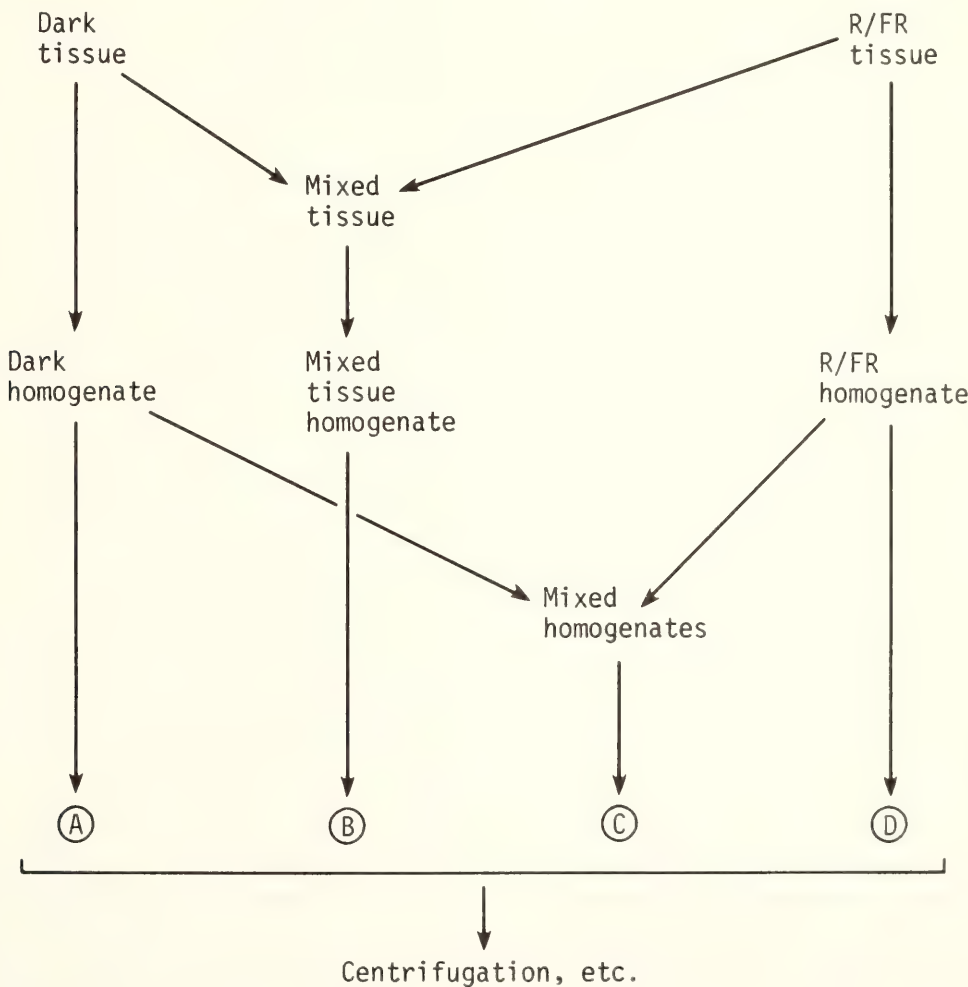 Dark
tissue
R/FR
tissue
Mixed
tissue
Dark
homogenate
Mixed
tissue
homogenate
R/FR
homogenate
Mixed
homogenates
A
B
C
D
Centrifugation, etc.